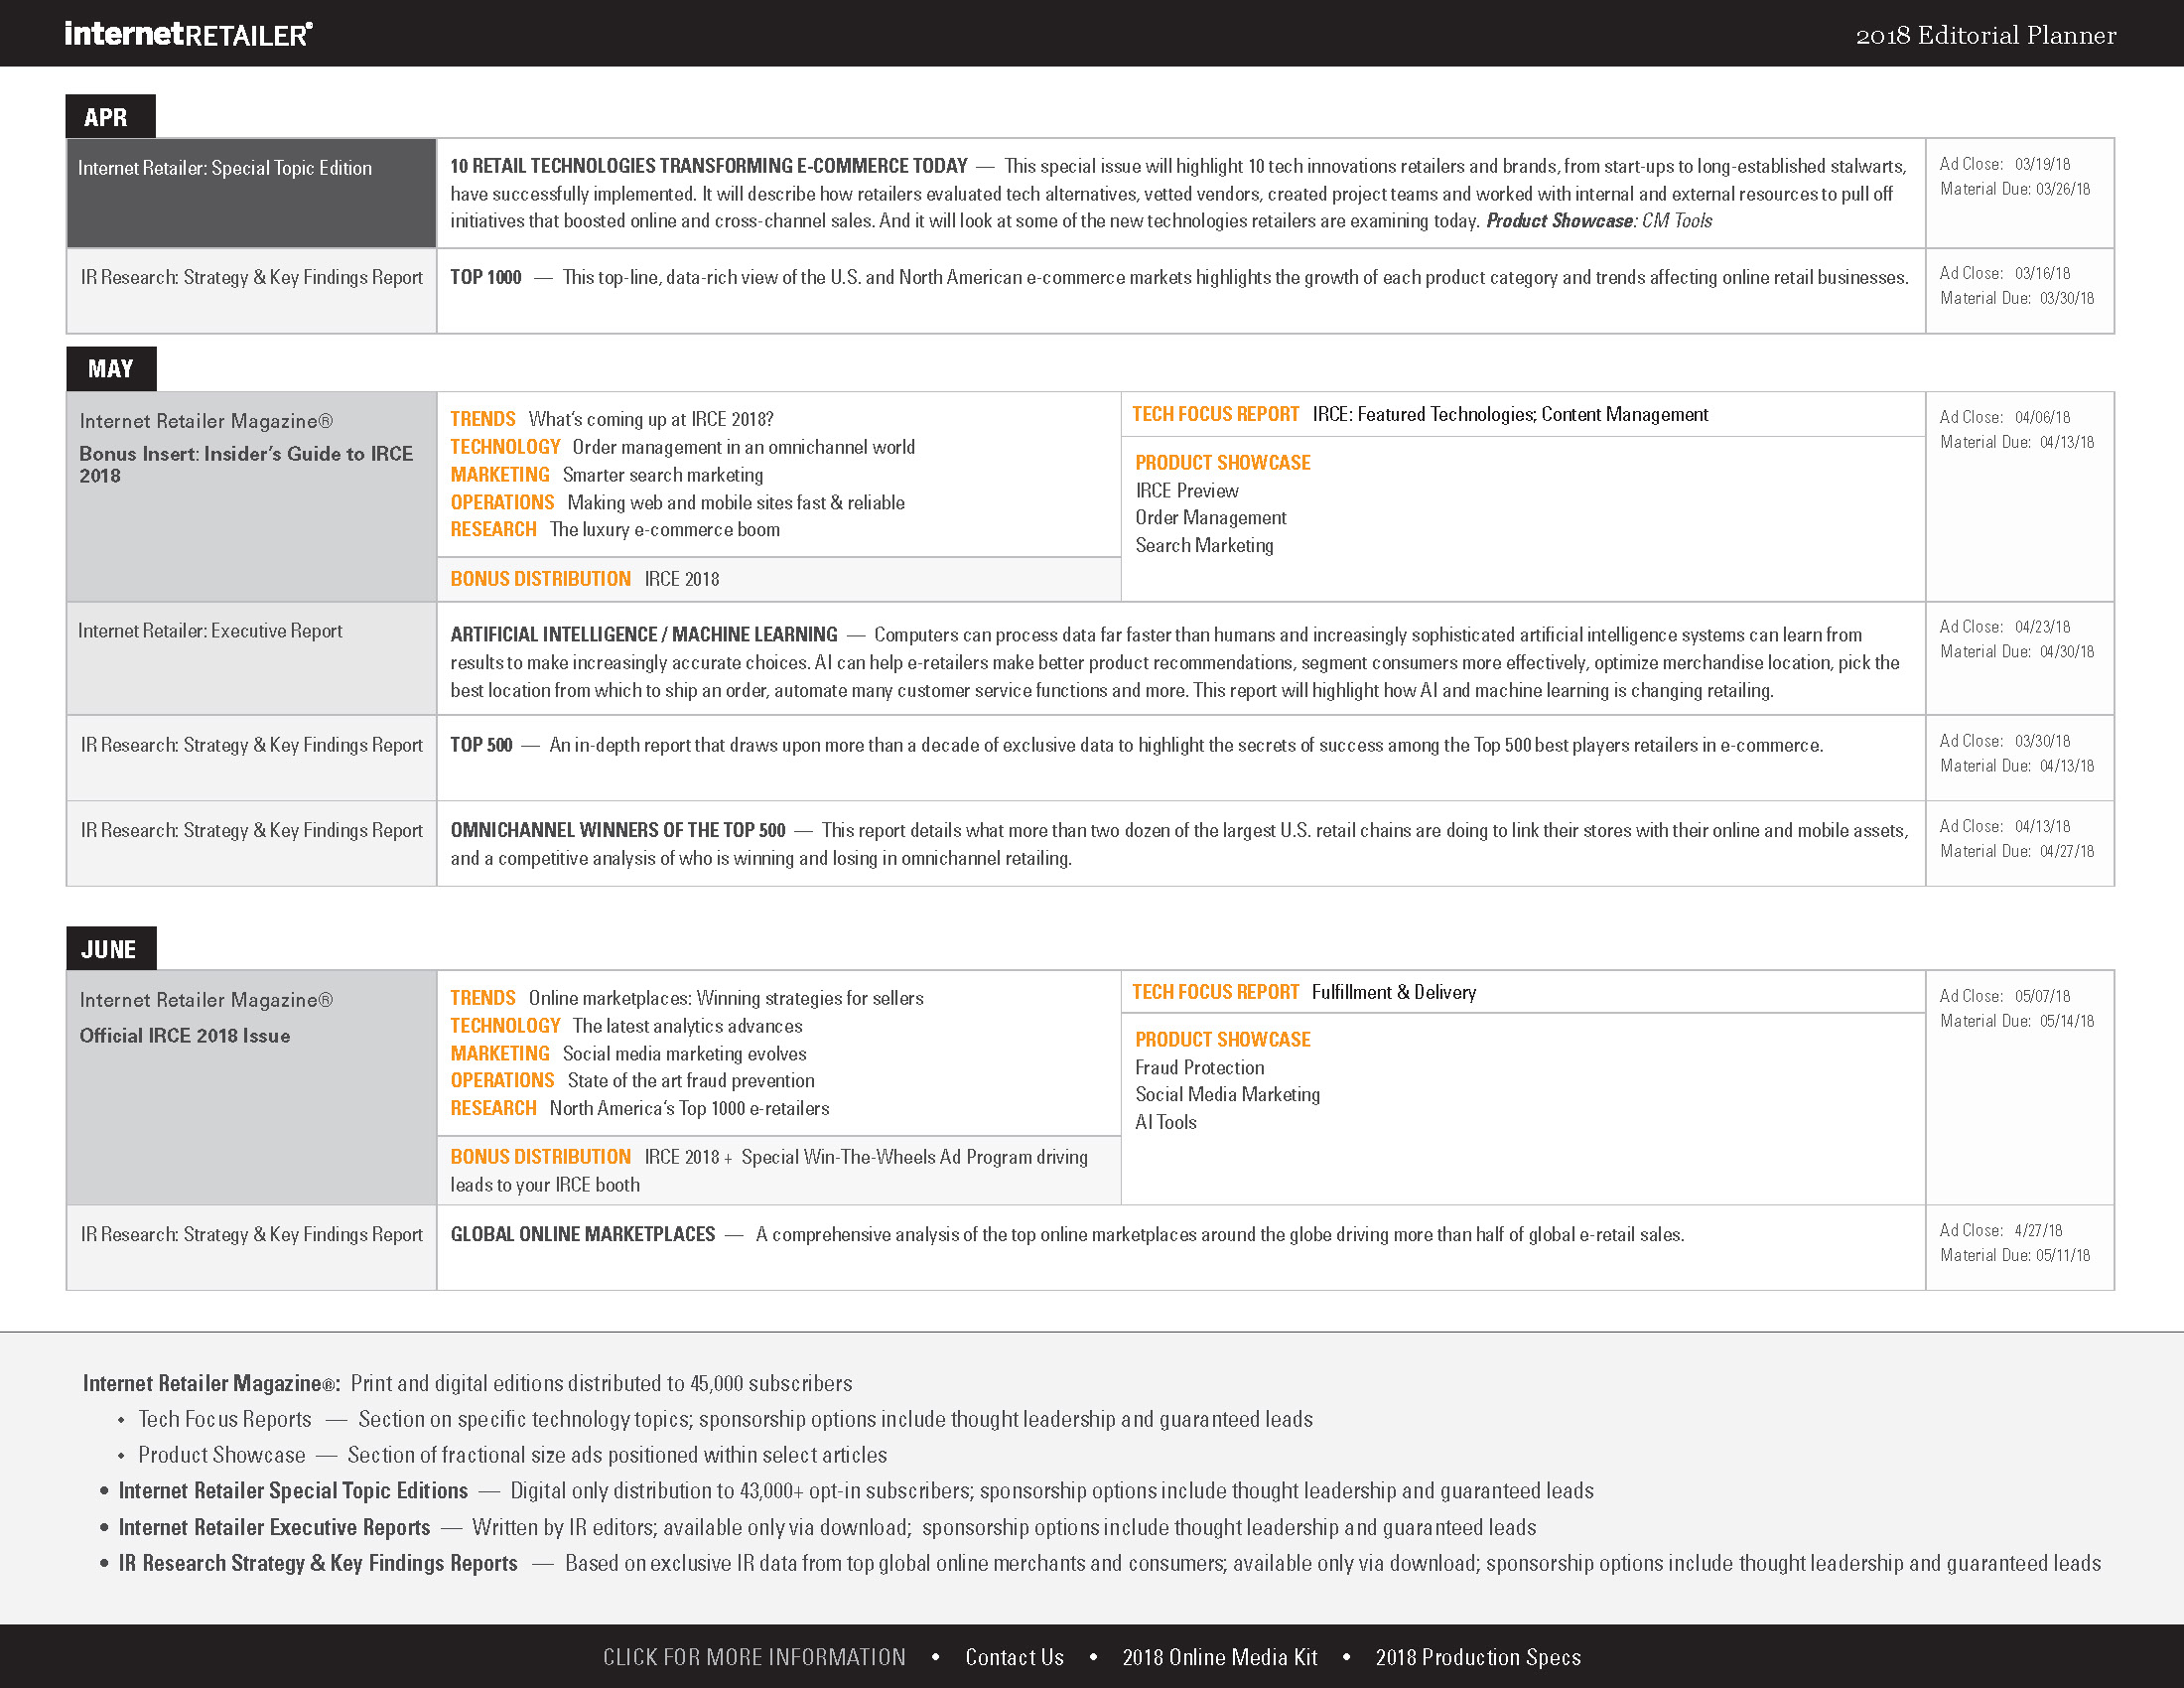 internetRETAILER®
2018 Editorial Planner
APR
Internet Retailer: Special Topic Edition
10 RETAIL TECHNOLOGIES TRANSFORMING E-COMMERCE TODAY — This special issue will highlight 10 tech innovations retailers and brands, from start-ups to long-established stalwarts,
have successfully implemented. It will describe how retailers evaluated tech alternatives, vetted vendors, created project teams and worked with internal and external resources to pull off
initiatives that boosted online and cross-channel sales. And it will look at some of the new technologies retailers are examining today. Product Showcase: CM Tools
Ad Close: 03/19/18
Material Due: 03/26/18
IR Research: Strategy & Key Findings Report
TOP 1000 — This top-line, data-rich view of the U.S. and North American e-commerce markets highlights the growth of each product category and trends affecting online retail businesses.
Ad Close: 03/16/18
Material Due: 03/30/18
MAY
Internet Retailer Magazine®
Bonus Insert: Insider's Guide to IRCE
2018
TRENDS What's coming up at IRCE 2018?
TECHNOLOGY Order management in an omnichannel world
MARKETING Smarter search marketing
OPERATIONS Making web and mobile sites fast & reliable
RESEARCH The luxury e-commerce boom
BONUS DISTRIBUTION IRCE 2018
TECH FOCUS REPORT IRCE: Featured Technologies; Content Management
PRODUCT SHOWCASE
IRCE Preview
Order Management
Search Marketing
Ad Close: 04/06/18
Material Due: 04/13/18
Internet Retailer: Executive Report
ARTIFICIAL INTELLIGENCE / MACHINE LEARNING — Computers can process data far faster than humans and increasingly sophisticated artificial intelligence systems can learn from
results to make increasingly accurate choices. AI can help e-retailers make better product recommendations, segment consumers more effectively, optimize merchandise location, pick the
best location from which to ship an order, automate many customer service functions and more. This report will highlight how AI and machine learning is changing retailing.
Ad Close: 04/23/18
Material Due: 04/30/18
IR Research: Strategy & Key Findings Report
TOP 500 — An in-depth report that draws upon more than a decade of exclusive data to highlight the secrets of success among the Top 500 best players retailers in e-commerce.
Ad Close: 03/30/18
Material Due: 04/13/18
IR Research: Strategy & Key Findings Report
OMNICHANNEL WINNERS OF THE TOP 500 — This report details what more than two dozen of the largest U.S. retail chains are doing to link their stores with their online and mobile assets,
and a competitive analysis of who is winning and losing in omnichannel retailing.
Ad Close: 04/13/18
Material Due: 04/27/18
JUNE
Internet Retailer Magazine®
Official IRCE 2018 Issue
TRENDS Online marketplaces: Winning strategies for sellers
TECHNOLOGY The latest analytics advances
MARKETING Social media marketing evolves
OPERATIONS State of the art fraud prevention
RESEARCH North America's Top 1000 e-retailers
BONUS DISTRIBUTION IRCE 2018 + Special Win-The-Wheels Ad Program driving
leads to your IRCE booth
TECH FOCUS REPORT Fulfillment & Delivery
PRODUCT SHOWCASE
Fraud Protection
Social Media Marketing
AI Tools
Ad Close: 05/07/18
Material Due: 05/14/18
IR Research: Strategy & Key Findings Report
GLOBAL ONLINE MARKETPLACES — A comprehensive analysis of the top online marketplaces around the globe driving more than half of global e-retail sales.
Ad Close: 4/27/18
Material Due: 05/11/18
Internet Retailer Magazine®: Print and digital editions distributed to 45,000 subscribers
• Tech Focus Reports — Section on specific technology topics; sponsorship options include thought leadership and guaranteed leads
• Product Showcase — Section of fractional size ads positioned within select articles
• Internet Retailer Special Topic Editions — Digital only distribution to 43,000+ opt-in subscribers; sponsorship options include thought leadership and guaranteed leads
• Internet Retailer Executive Reports — Written by IR editors; available only via download; sponsorship options include thought leadership and guaranteed leads
• IR Research Strategy & Key Findings Reports — Based on exclusive IR data from top global online merchants and consumers; available only via download; sponsorship options include thought leadership and guaranteed leads
CLICK FOR MORE INFORMATION • Contact Us • 2018 Online Media Kit • 2018 Production Specs